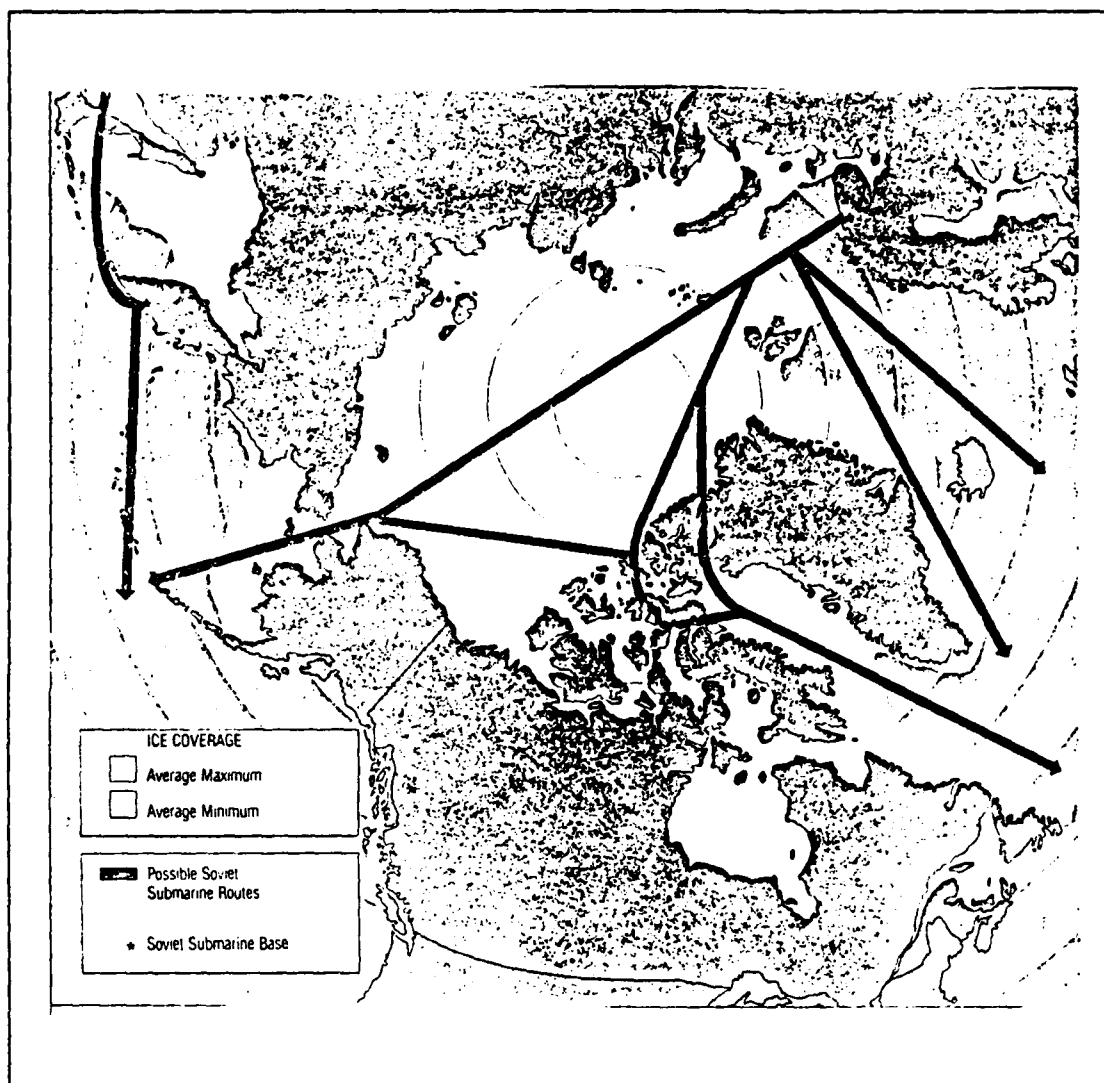 ICE COVERAGE
Average Maximum
Average Minimum
Possible Soviet
Submarine Routes
* Soviet Submarine Base